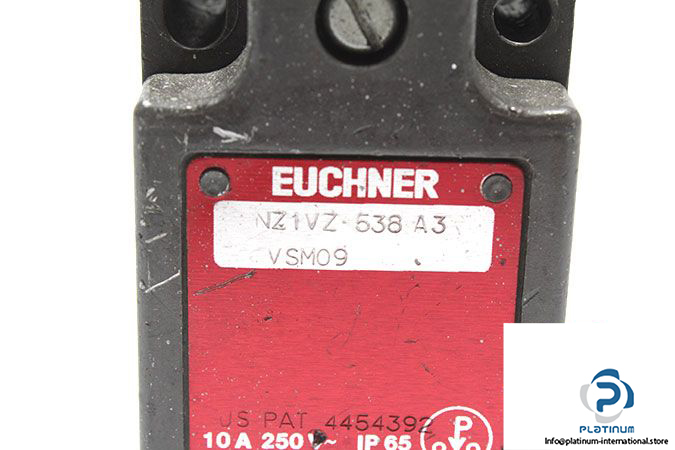 EUCHNER
NZ1VZ-538 A3
VSM09
US PAT 4454392
10 A 250 V~ IP 65
P
PLATINUM
Info@platinum-international.store